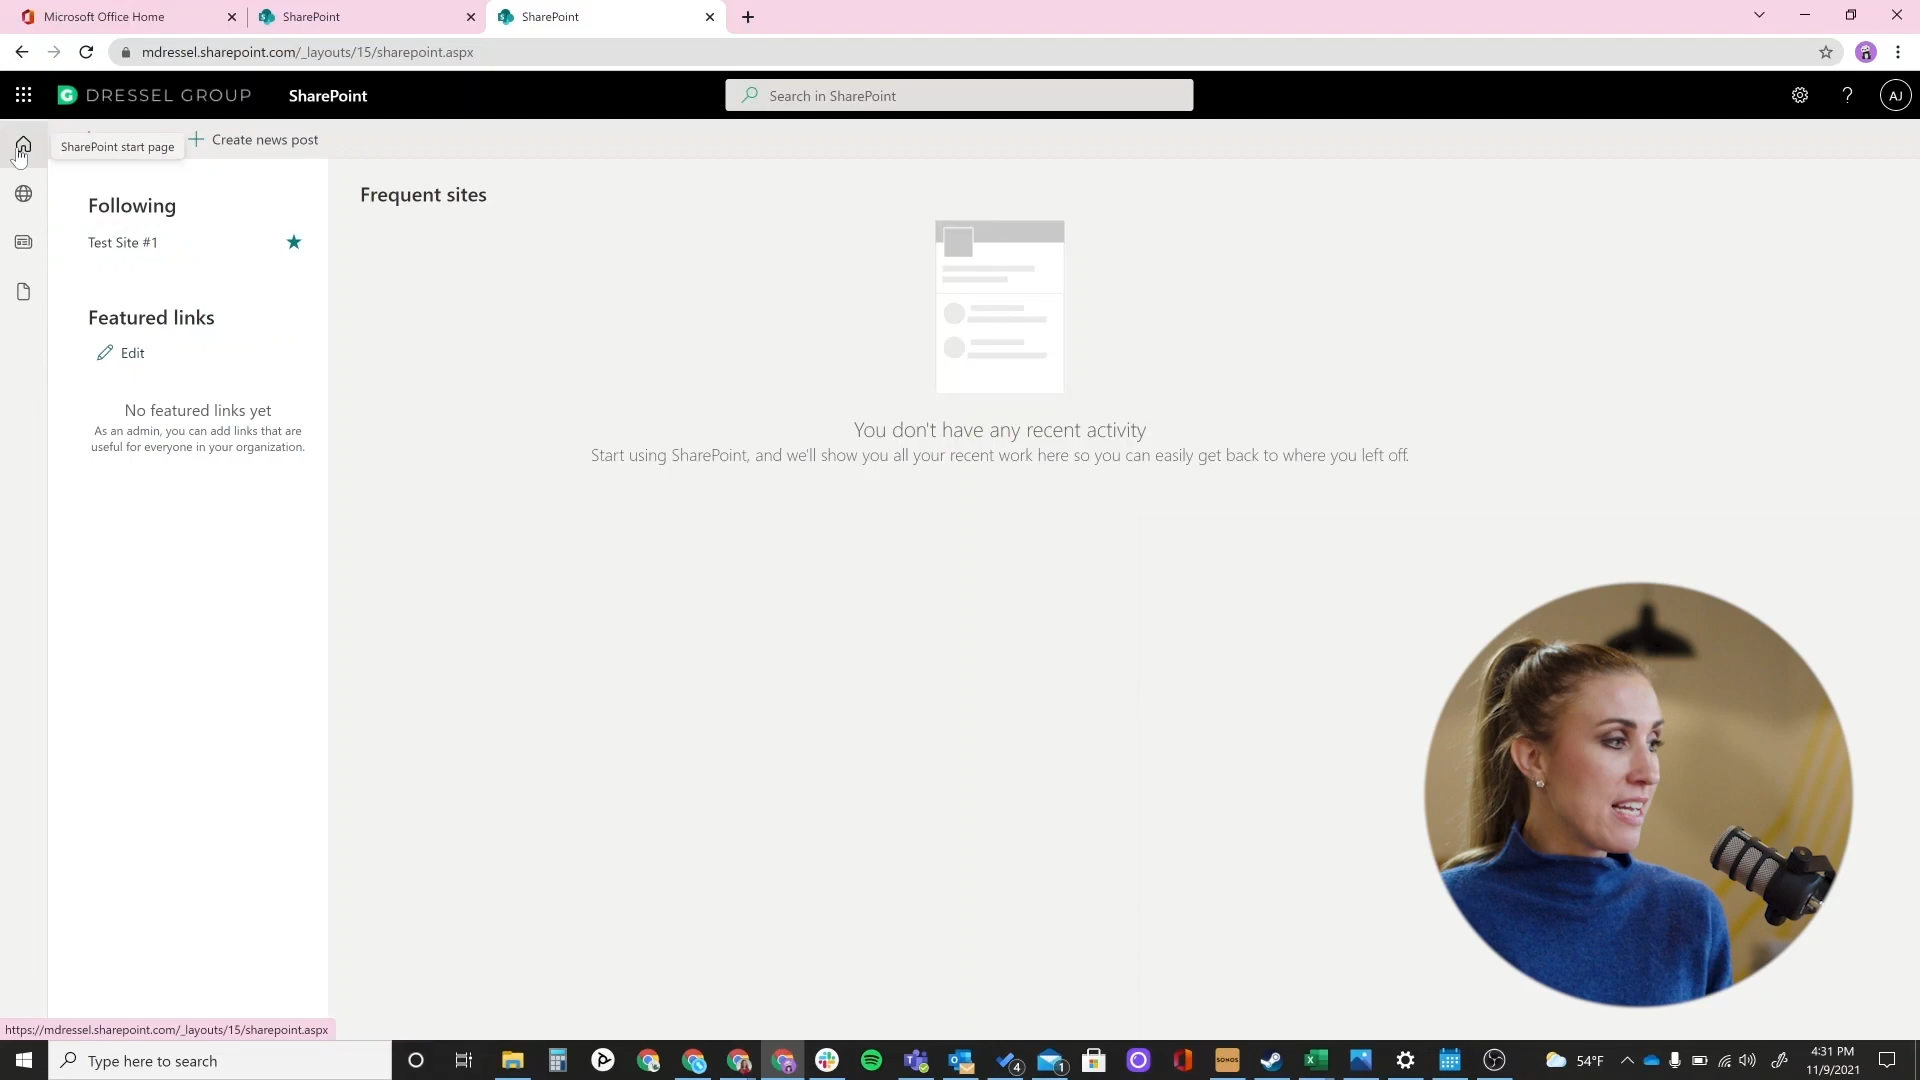 Microsoft Office Home
SharePoint
SharePoint
mdressel.sharepoint.com/_layouts/15/sharepoint.aspx
DRESSEL GROUP
SharePoint
Search in SharePoint
?
AJ
SharePoint start page
Create news post
Following
Test Site #1
Featured links
Edit
No featured links yet
As an admin, you can add links that are
useful for everyone in your organization.
Frequent sites
You don't have any recent activity
Start using SharePoint, and we'll show you all your recent work here so you can easily get back to where you left off.
https://mdressel.sharepoint.com/_layouts/15/sharepoint.aspx
Type here to search
4
1
SONOS
54°F
4:31 PM
11/9/2021